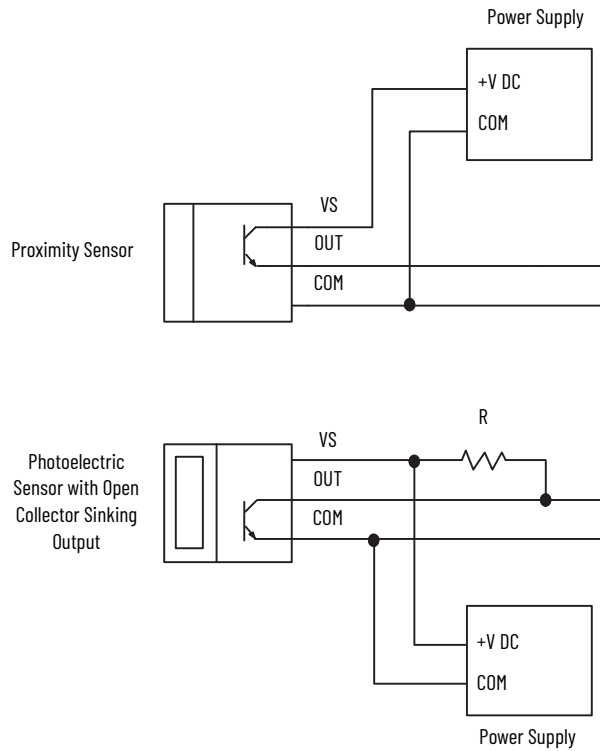 Power Supply
+V DC
COM
VS
OUT
COM
Proximity Sensor
R
VS
OUT
COM
Photoelectric
Sensor with Open
Collector Sinking
Output
+V DC
COM
Power Supply